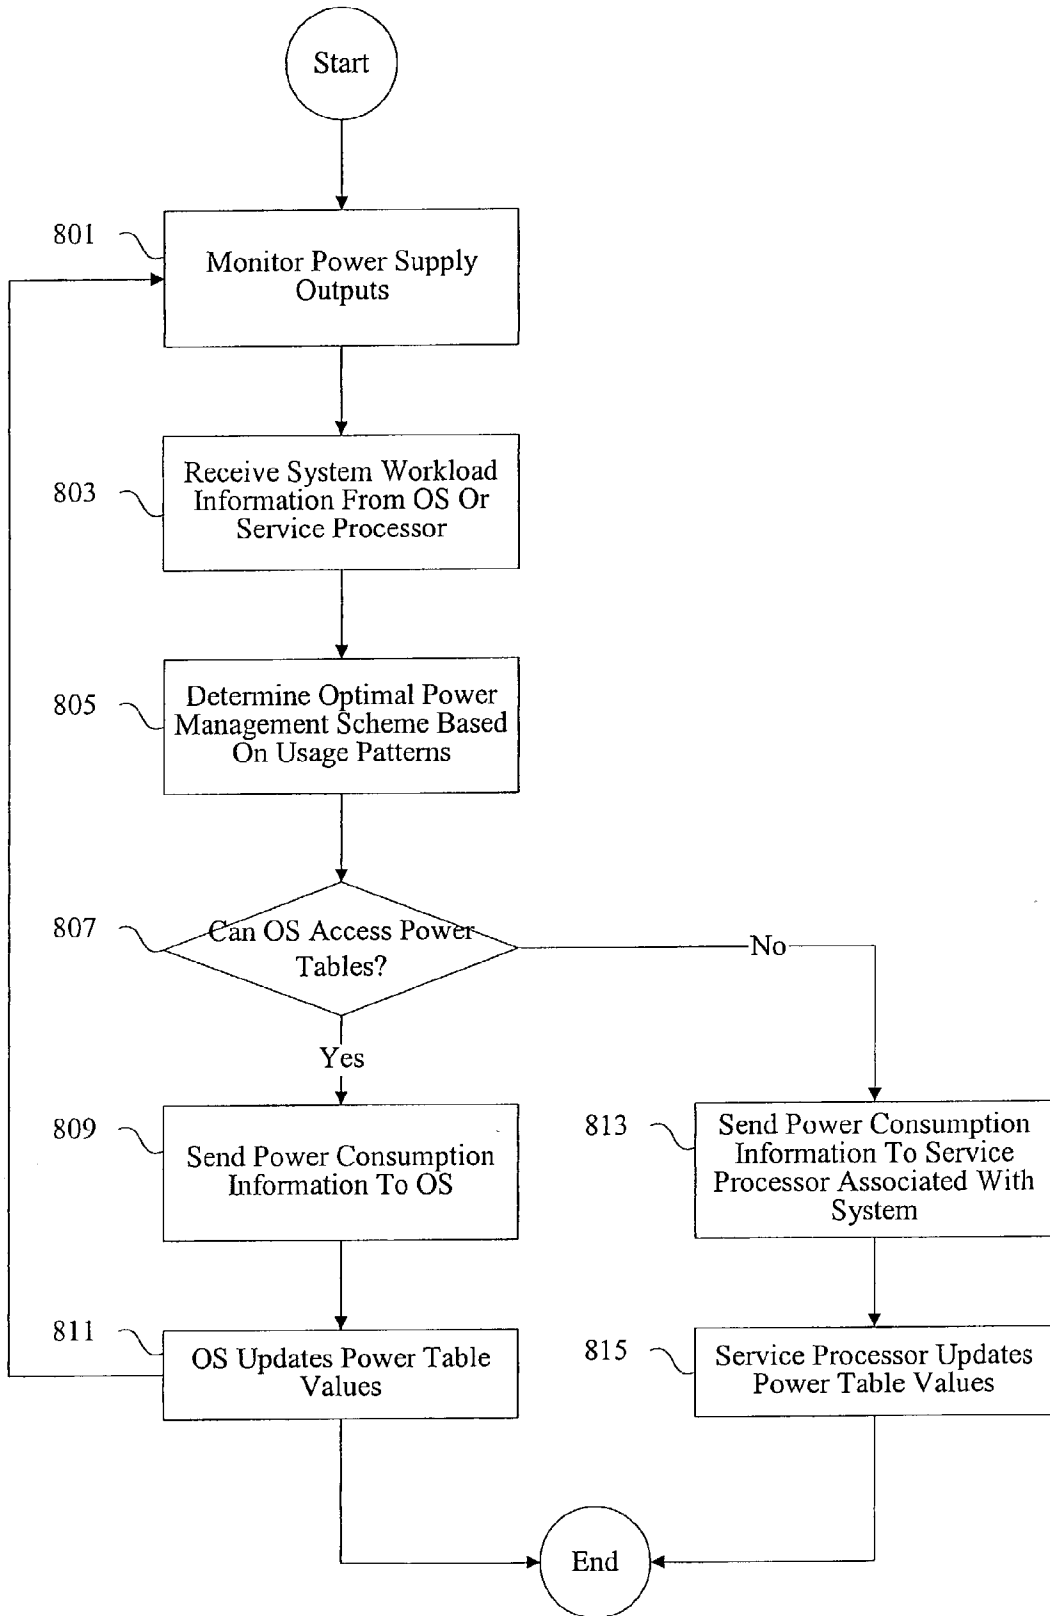 Start
801
Monitor Power Supply
Outputs
803
Receive System Workload
Information From OS Or
Service Processor
805
Determine Optimal Power
Management Scheme Based
On Usage Patterns
807
Can OS Access Power
Tables?
No
Yes
809
Send Power Consumption
Information To OS
813
Send Power Consumption
Information To Service
Processor Associated With
System
811
OS Updates Power Table
Values
815
Service Processor Updates
Power Table Values
End